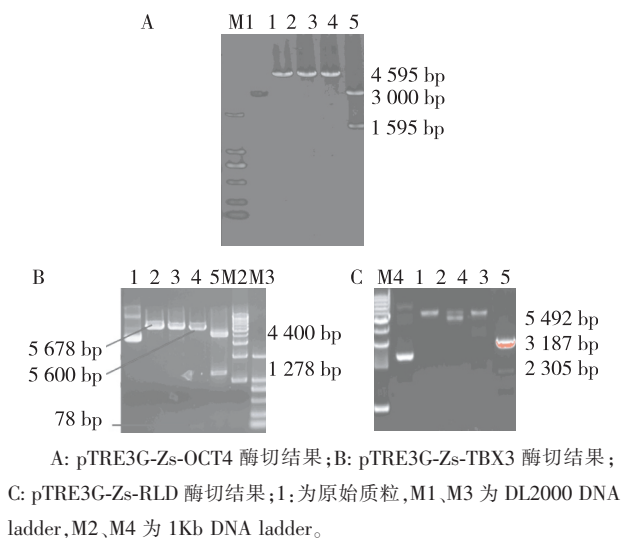 A M1 1 2 3 4 5
4 595 bp
3 000 bp
1 595 bp
B 1 2 3 4 5M2M3
5 678 bp
5 600 bp
78 bp
4 400 bp
1 278 bp
C M4 1 2 4 3 5
5 492 bp
3 187 bp
2 305 bp
A: pTRE3G-Zs-OCT4 酶切结果;B: pTRE3G-Zs-TBX3 酶切结果;
C: pTRE3G-Zs-RLD 酶切结果;1:为原始质粒,M1、M3 为 DL2000 DNA
ladder,M2、M4 为 1Kb DNA ladder。